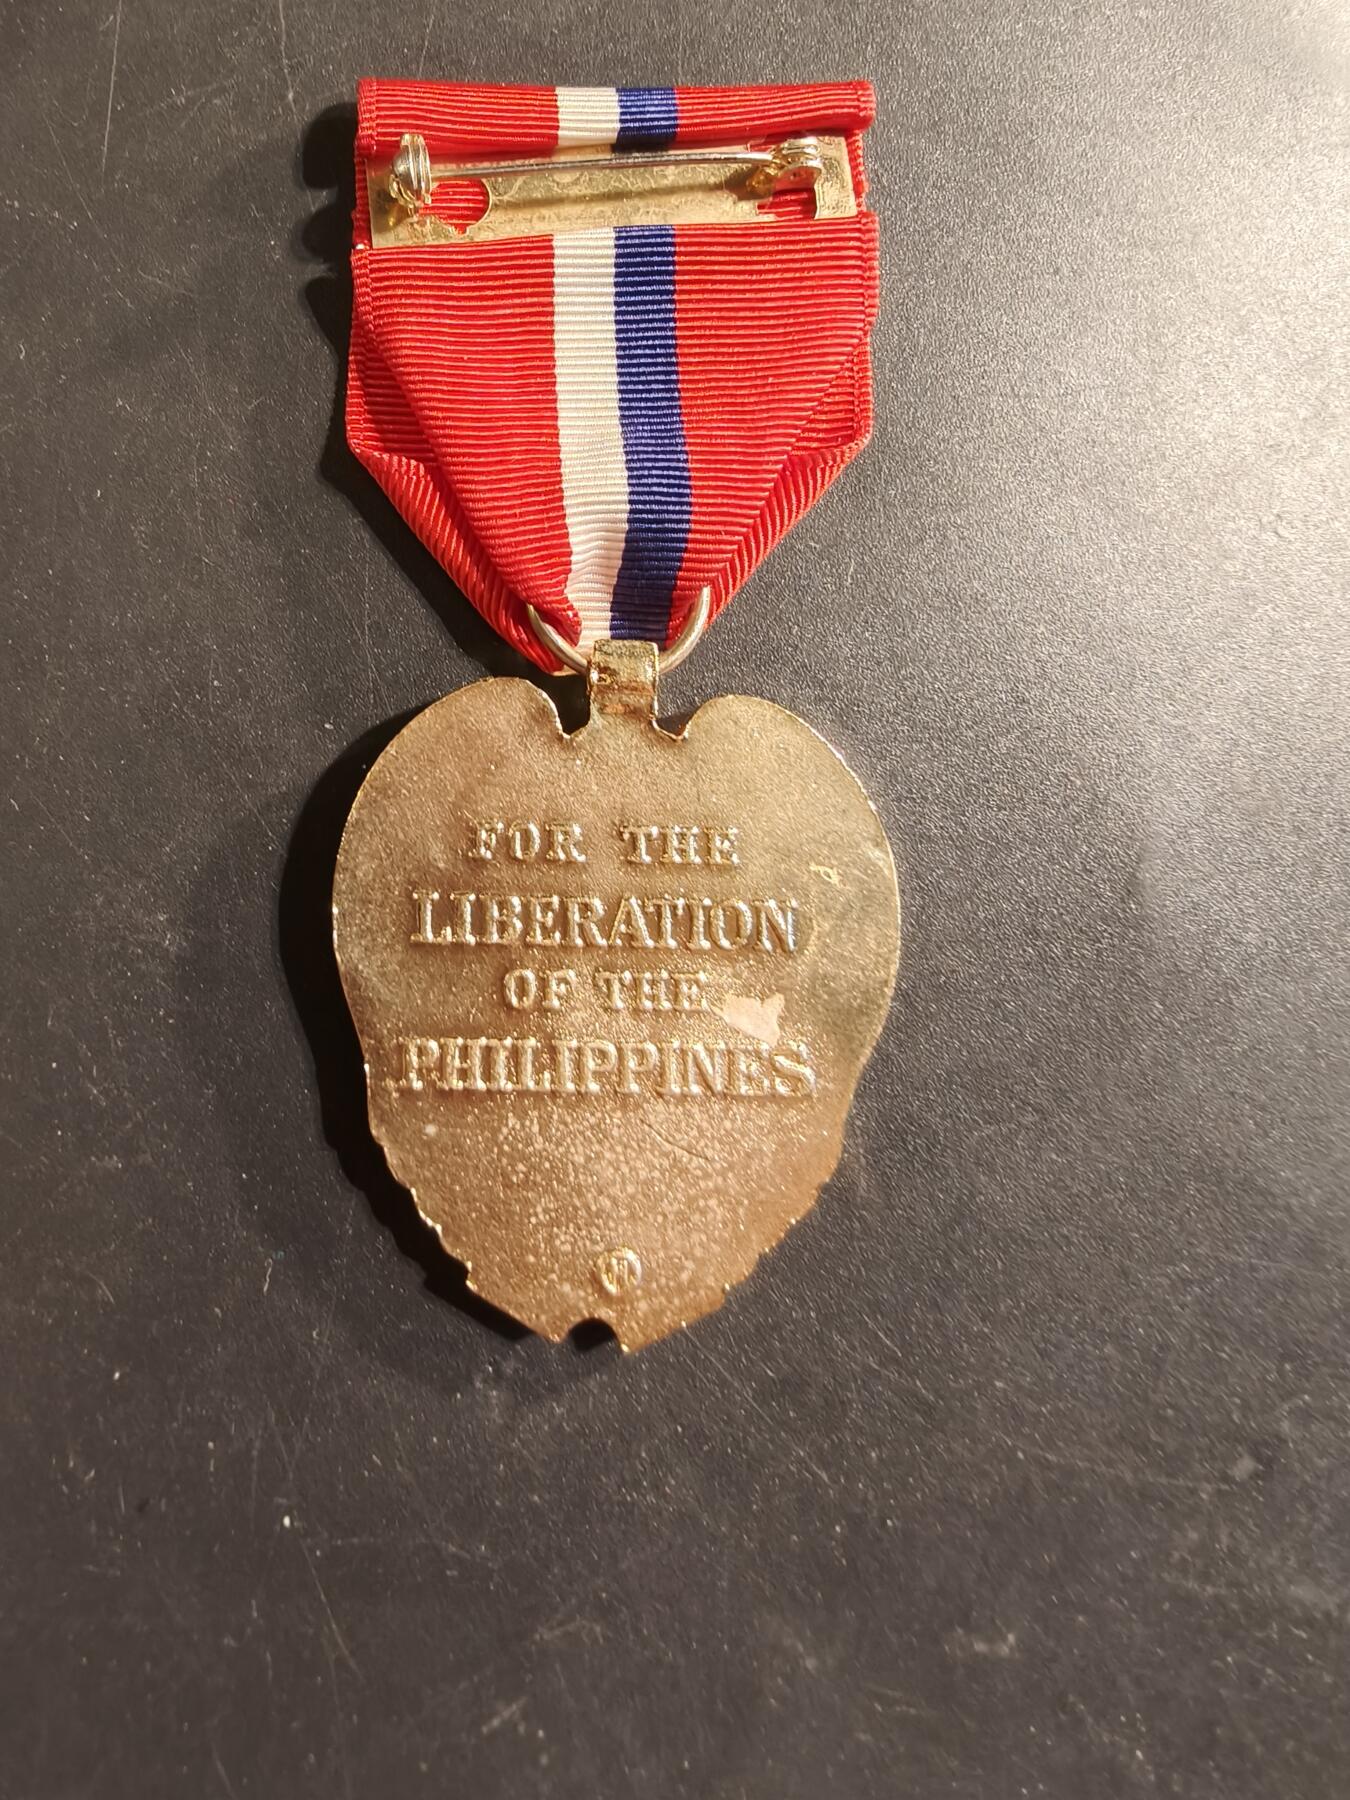 FOR THE
LIBERATION
OF THE
PHILIPPINES